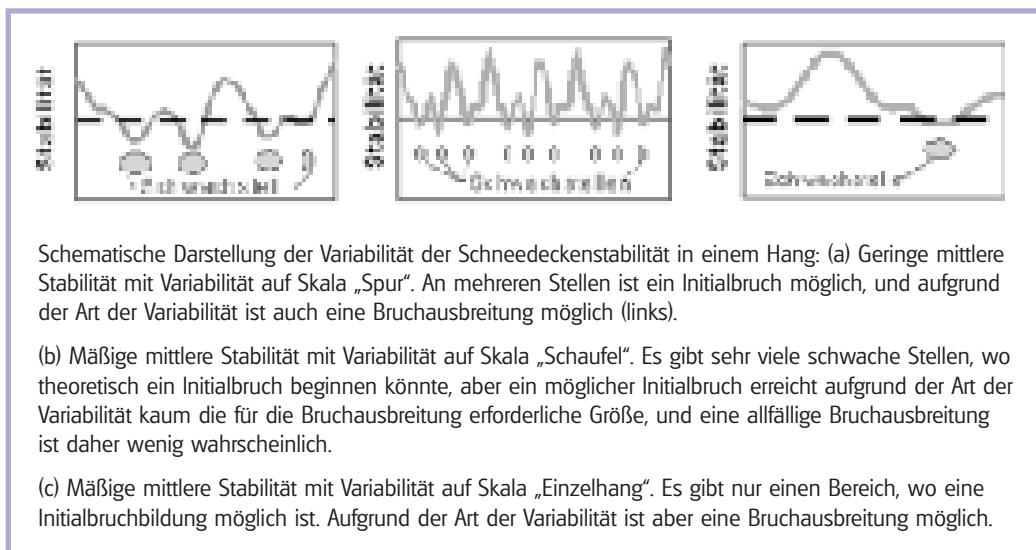 Stabilität
Stabilität
Stabilität
Schwachstellen
Schwachstelle
Schematische Darstellung der Variabilität der Schneedeckenstabilität in einem Hang: (a) Geringe mittlere
Stabilität mit Variabilität auf Skala „Spur“. An mehreren Stellen ist ein Initialbruch möglich, und aufgrund
der Art der Variabilität ist auch eine Bruchausbreitung möglich (links).
(b) Mäßige mittlere Stabilität mit Variabilität auf Skala „Schaufel“. Es gibt sehr viele schwache Stellen, wo
theoretisch ein Initialbruch beginnen könnte, aber ein möglicher Initialbruch erreicht aufgrund der Art der
Variabilität kaum die für die Bruchausbreitung erforderliche Größe, und eine allfällige Bruchausbreitung
ist daher wenig wahrscheinlich.
(c) Mäßige mittlere Stabilität mit Variabilität auf Skala „Einzelhang“. Es gibt nur einen Bereich, wo eine
Initialbruchbildung möglich ist. Aufgrund der Art der Variabilität ist aber eine Bruchausbreitung möglich.